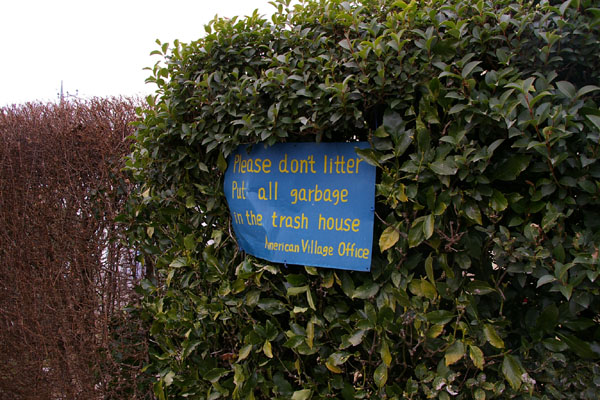 Please don't litter
Put all garbage
in the trash house
American Village Office